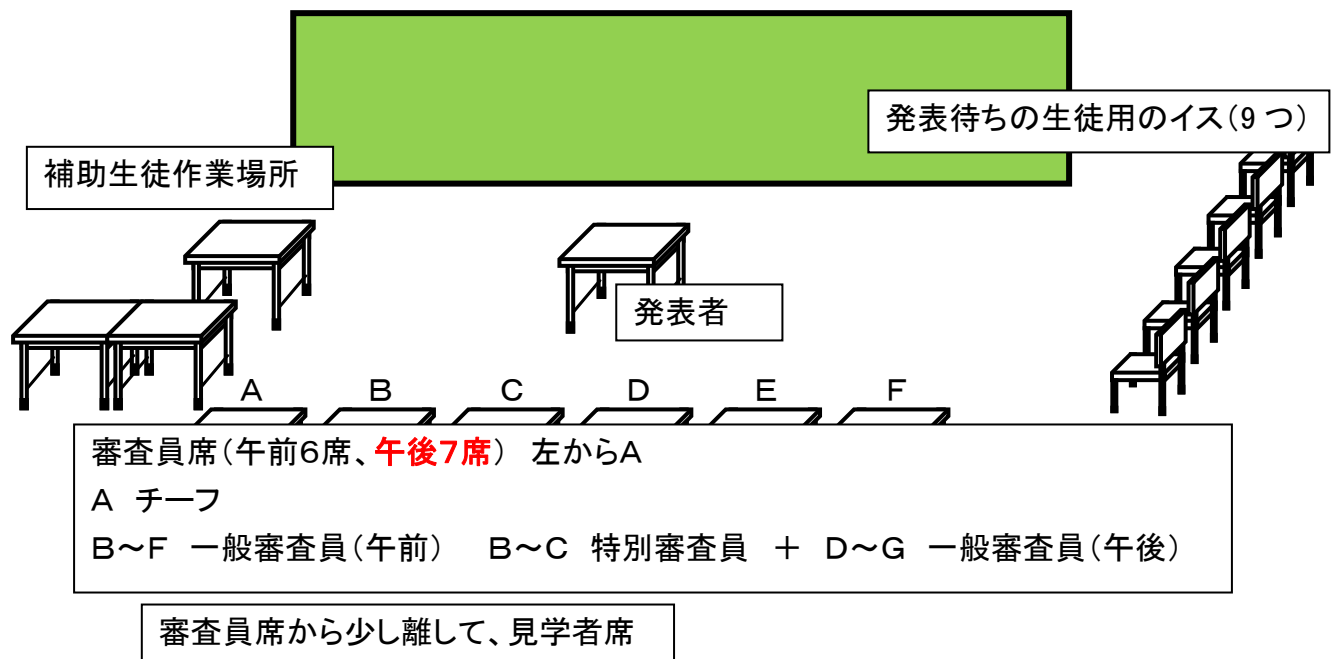 発表待ちの生徒用のイス(9つ)
補助生徒作業場所
発表者
A B C D E F
審査員席(午前6席、午後7席) 左からA
A チーフ
B～F 一般審査員(午前) B～C 特別審査員 + D～G 一般審査員(午後)
審査員席から少し離して、見学者席